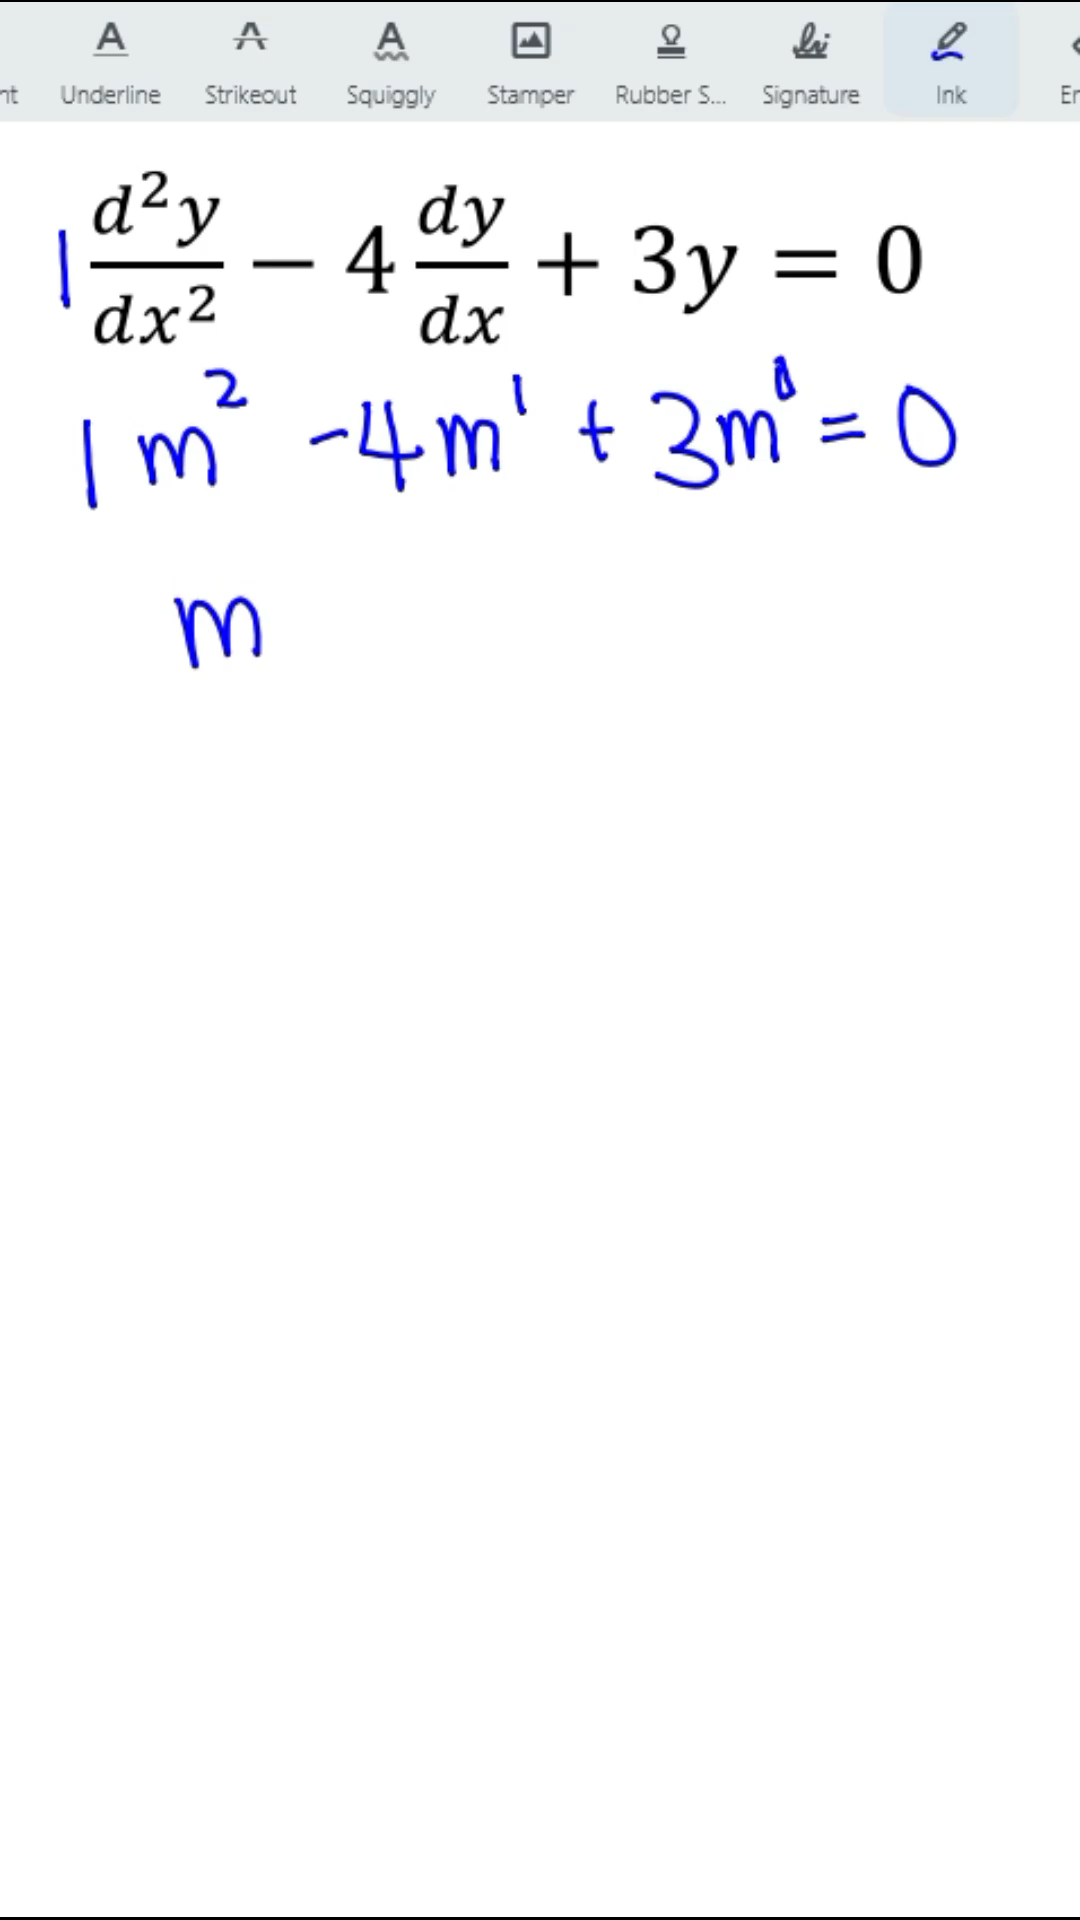 nt Underline Strikeout Squiggly Stamper Rubber S... Signature Ink Er
1 d²y/dx² − 4 dy/dx + 3y = 0
1 m² -4m¹ + 3m⁰ = 0
m